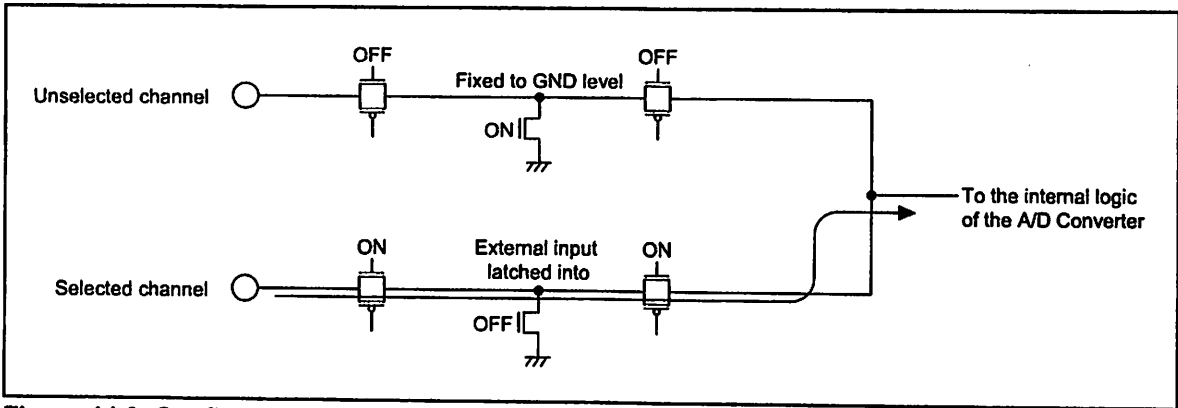 OFF
OFF
Unselected channel
Fixed to GND level
ON
To the internal logic
of the A/D Converter
ON
External input
latched into
ON
Selected channel
OFF